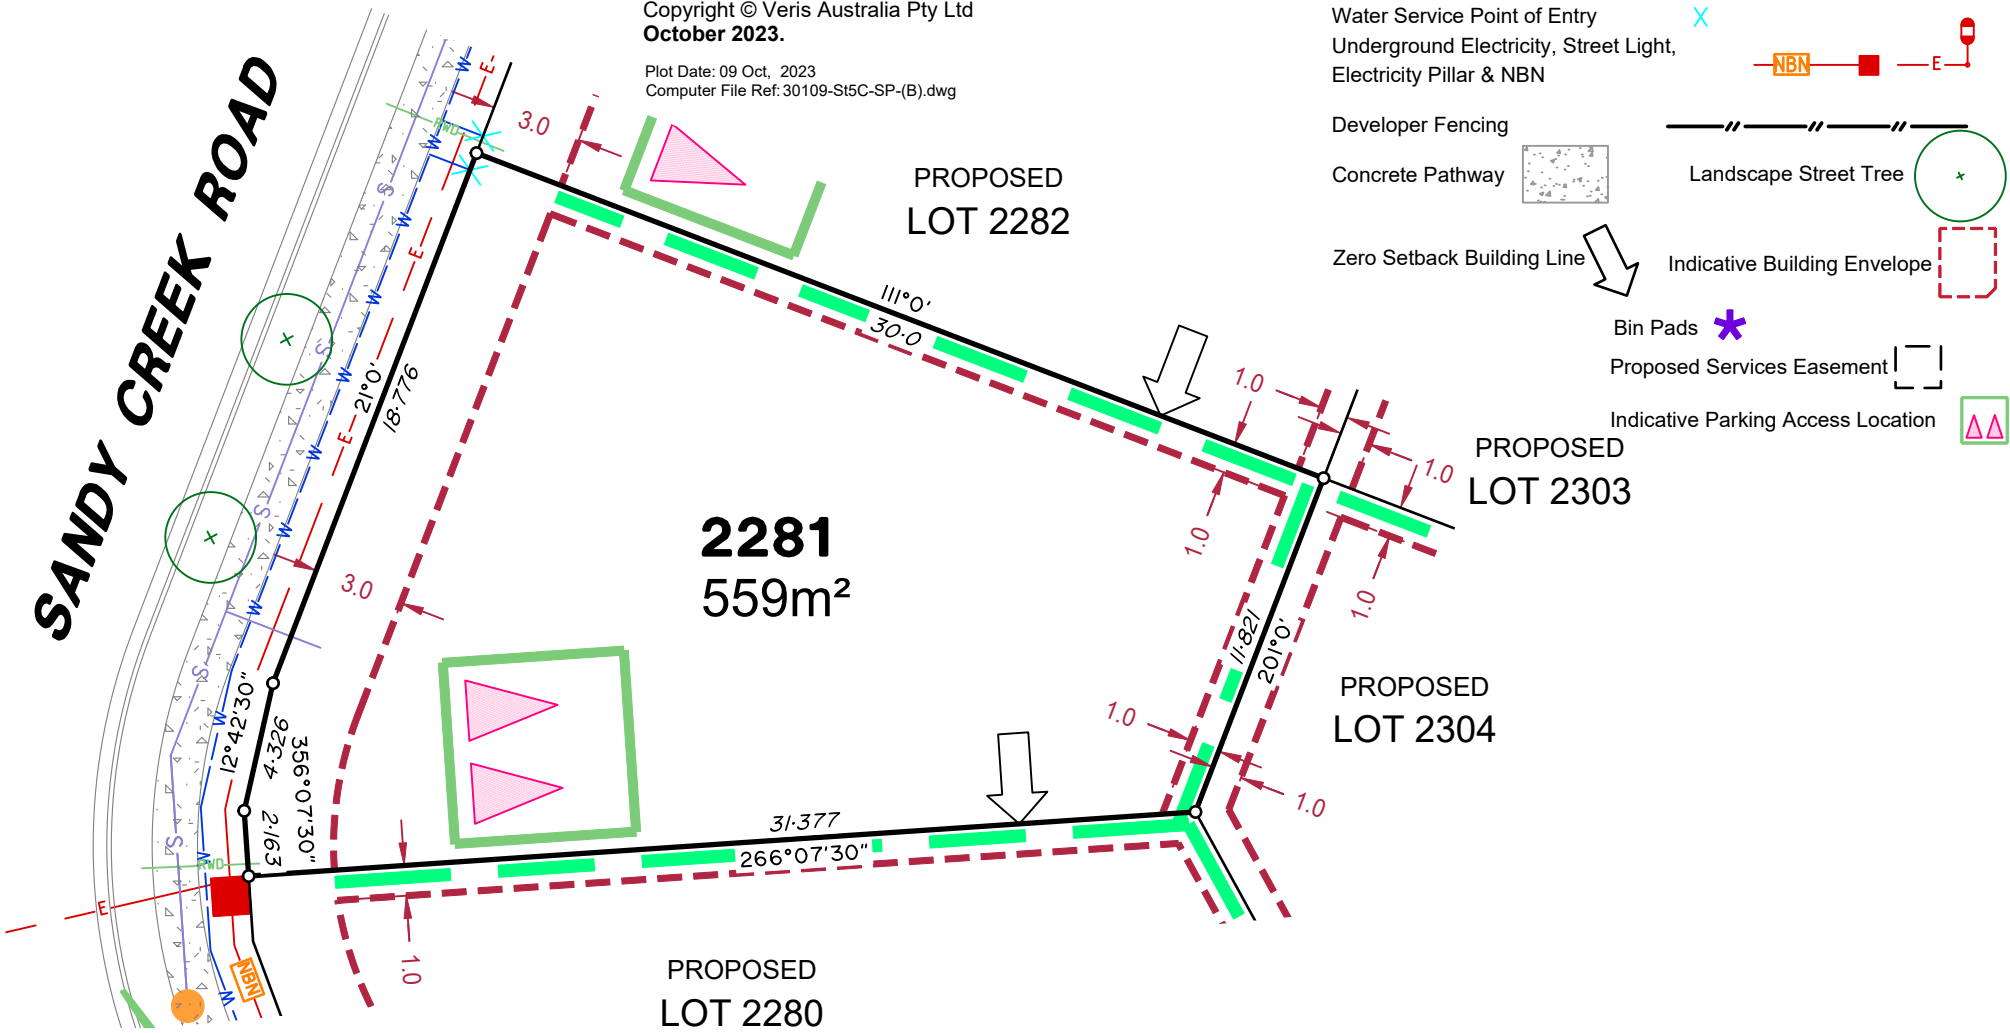 Copyright © Veris Australia Pty Ltd
October 2023.
Plot Date: 09 Oct, 2023
Computer File Ref: 30109-St5C-SP-(B).dwg
Water Service Point of Entry
Underground Electricity, Street Light,
Electricity Pillar & NBN
NBN
E
Developer Fencing
Concrete Pathway
Landscape Street Tree
Zero Setback Building Line
Indicative Building Envelope
Bin Pads
Proposed Services Easement
Indicative Parking Access Location
SANDY CREEK ROAD
W
E
3.0
RWD
W
S
W
E
W
S
W
E
W
S
W
W
S
W
S
W
RWD
E
NBN
W
PROPOSED
LOT 2282
111°0'
30·0
21°0'
18·776
1.0
1.0
1.0
1.0
PROPOSED
LOT 2303
2281
559m²
3.0
11·821
201°0'
PROPOSED
LOT 2304
1.0
1.0
12°42'30"
4·326
356°07'30"
2·163
31·377
266°07'30"
1.0
PROPOSED
LOT 2280